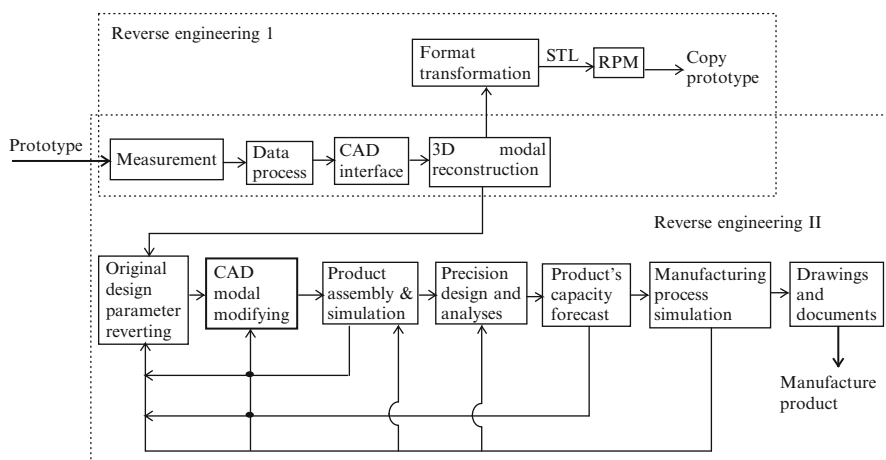 Reverse engineering 1
Format
transformation
STL
RPM
Copy
prototype
Prototype
Measurement
Data
process
CAD
interface
3D modal
reconstruction
Reverse engineering II
Original
design
parameter
reverting
CAD
modal
modifying
Product
assembly &
simulation
Precision
design and
analyses
Product's
capacity
forecast
Manufacturing
process
simulation
Drawings
and
documents
Manufacture
product